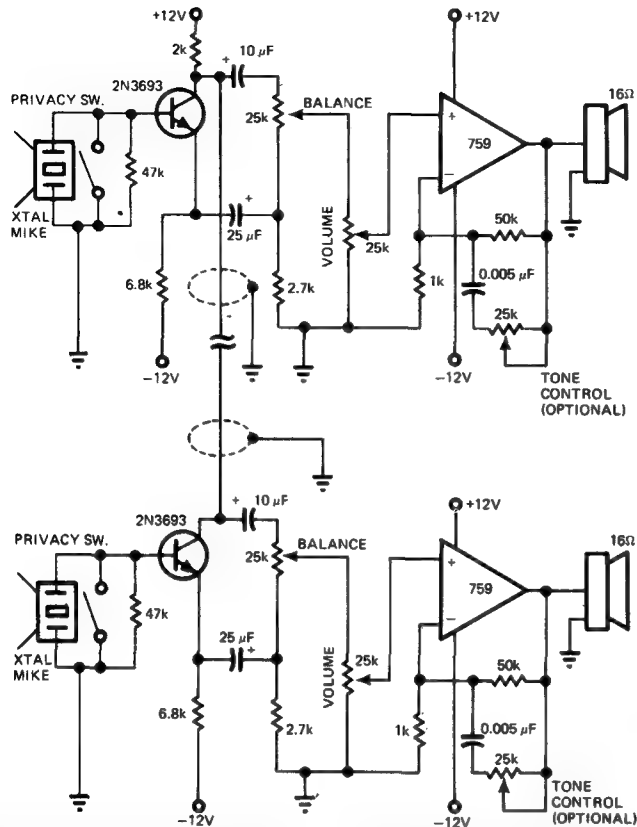 +12V
+12V
2k
10 µF
2N3693
16Ω
PRIVACY SW.
BALANCE
25k
+
759
−
47k
XTAL
MIKE
VOLUME
25k
50k
25 µF
6.8k
2.7k
1k
0.005 µF
25k
−12V
−12V
TONE
CONTROL
(OPTIONAL)
10 µF
+12V
2N3693
16Ω
PRIVACY SW.
BALANCE
25k
+
759
−
47k
XTAL
MIKE
25 µF
VOLUME
25k
50k
6.8k
2.7k
1k
0.005 µF
25k
−12V
−12V
TONE
CONTROL
(OPTIONAL)